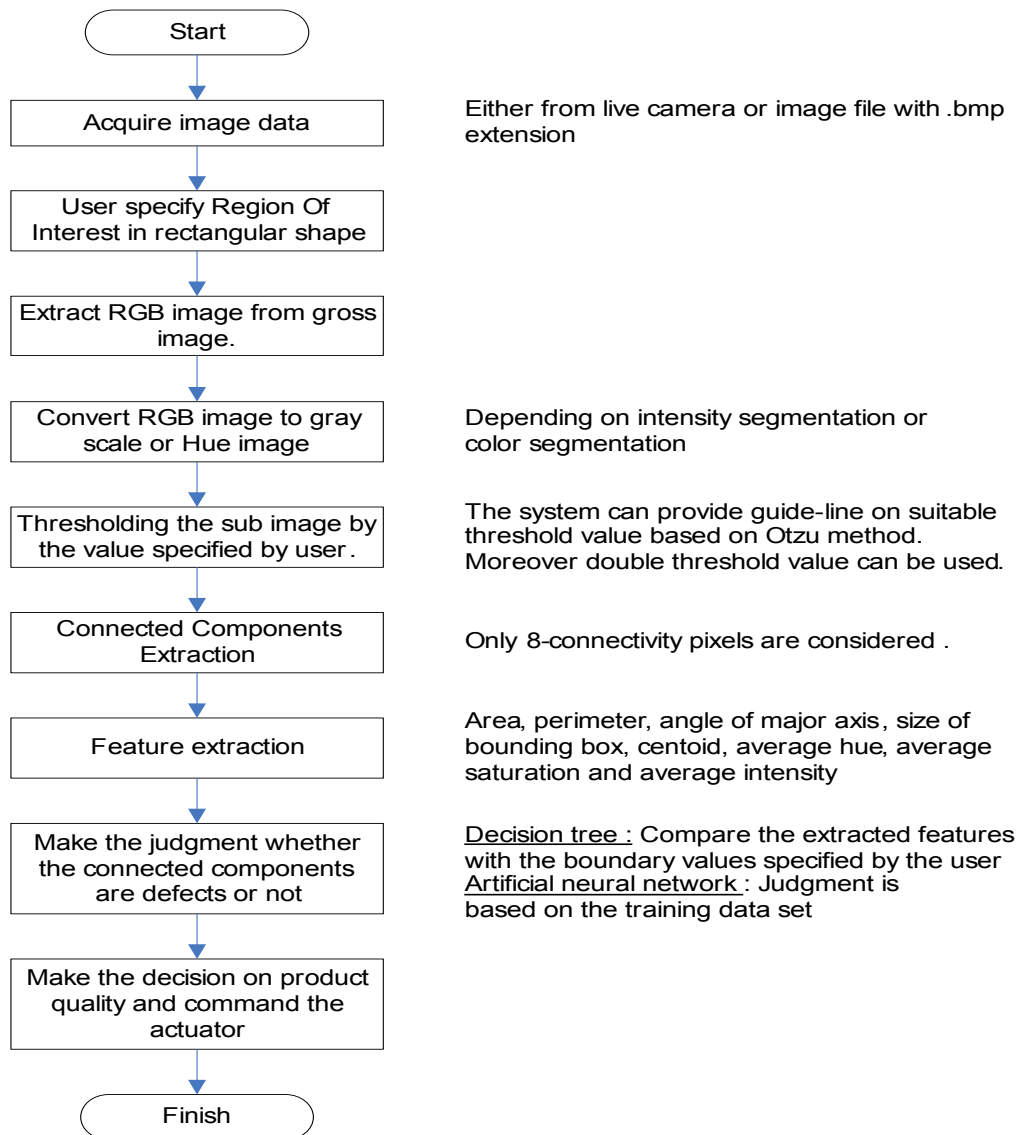 Start
Acquire image data
Either from live camera or image file with .bmp
extension
User specify Region Of
Interest in rectangular shape
Extract RGB image from gross
image.
Convert RGB image to gray
scale or Hue image
Depending on intensity segmentation or
color segmentation
Thresholding the sub image by
the value specified by user.
The system can provide guide-line on suitable
threshold value based on Otzu method.
Moreover double threshold value can be used.
Connected Components
Extraction
Only 8-connectivity pixels are considered .
Feature extraction
Area, perimeter, angle of major axis, size of
bounding box, centoid, average hue, average
saturation and average intensity
Make the judgment whether
the connected components
are defects or not
Decision tree : Compare the extracted features
with the boundary values specified by the user
Artificial neural network : Judgment is
based on the training data set
Make the decision on product
quality and command the
actuator
Finish